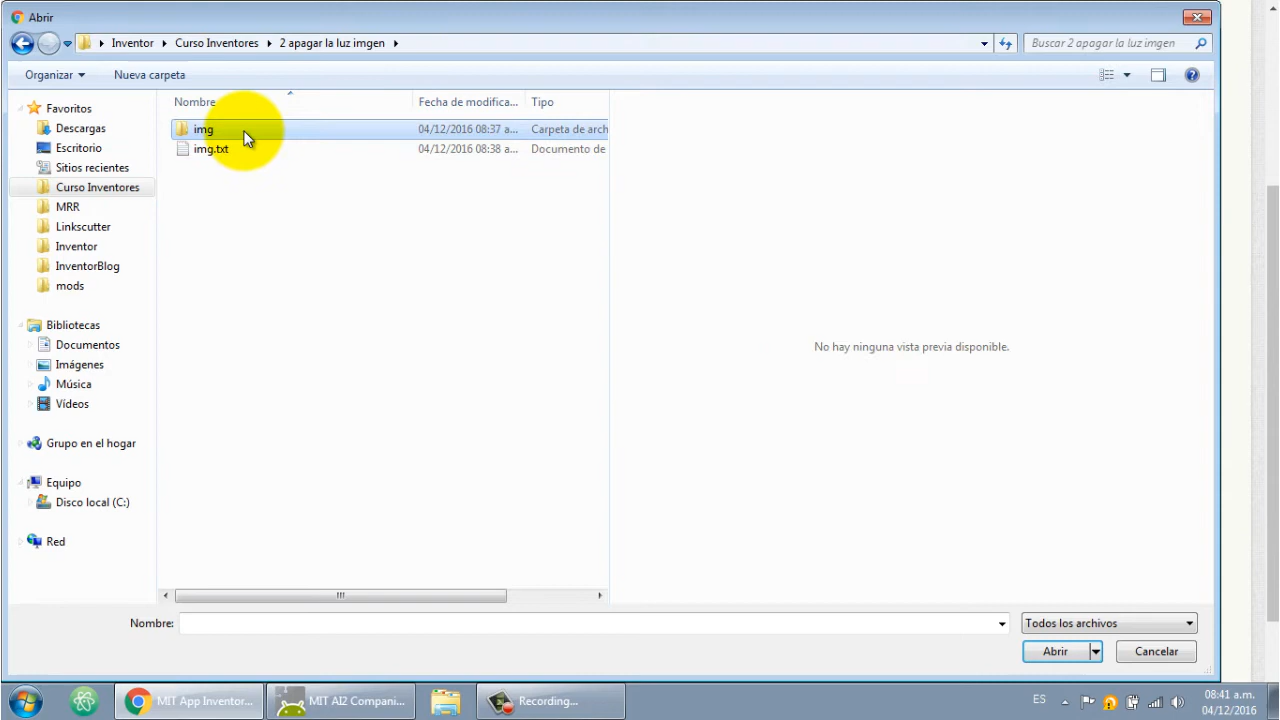 Abrir
Inventor Curso Inventores 2 apagar la luz imgen
Buscar 2 apagar la luz imgen
Organizar Nueva carpeta
Nombre Fecha de modifica... Tipo
img 04/12/2016 08:37 a... Carpeta de arch
img.txt 04/12/2016 08:38 a... Documento de
Favoritos
Descargas
Escritorio
Sitios recientes
Curso Inventores
MRR
Linkscutter
Inventor
InventorBlog
mods
Bibliotecas
Documentos
Imágenes
Música
Vídeos
Grupo en el hogar
Equipo
Disco local (C:)
Red
No hay ninguna vista previa disponible.
Nombre:
Todos los archivos
Abrir Cancelar
MIT App Inventor... MIT AI2 Compani... Recording...
ES
08:41 a.m.
04/12/2016